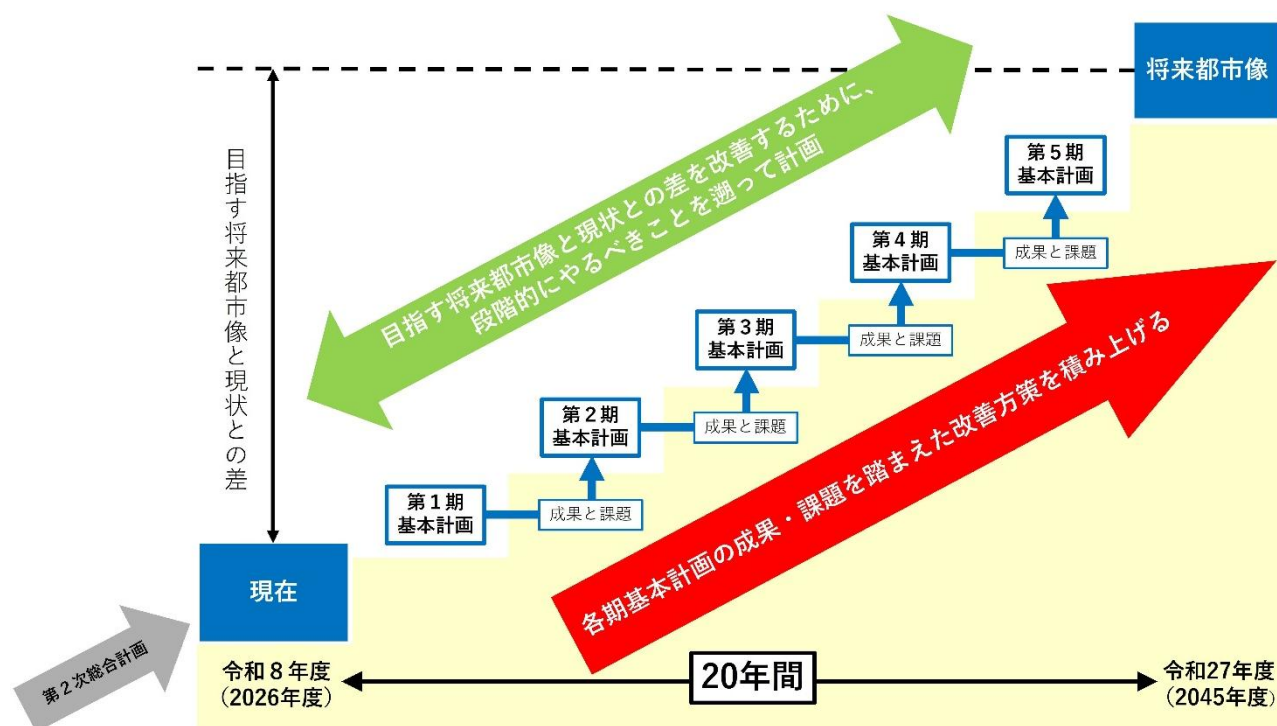 将来都市像
目指す将来都市像と現状との差を改善するために、
段階的にやるべきことを遡って計画
目指す将来都市像と現状との差
第5期
基本計画
成果と課題
第4期
基本計画
成果と課題
第3期
基本計画
成果と課題
第2期
基本計画
成果と課題
第1期
基本計画
各期基本計画の成果・課題を踏まえた改善方策を積み上げる
現在
第2次総合計画
令和8年度
（2026年度）
20年間
令和27年度
（2045年度）